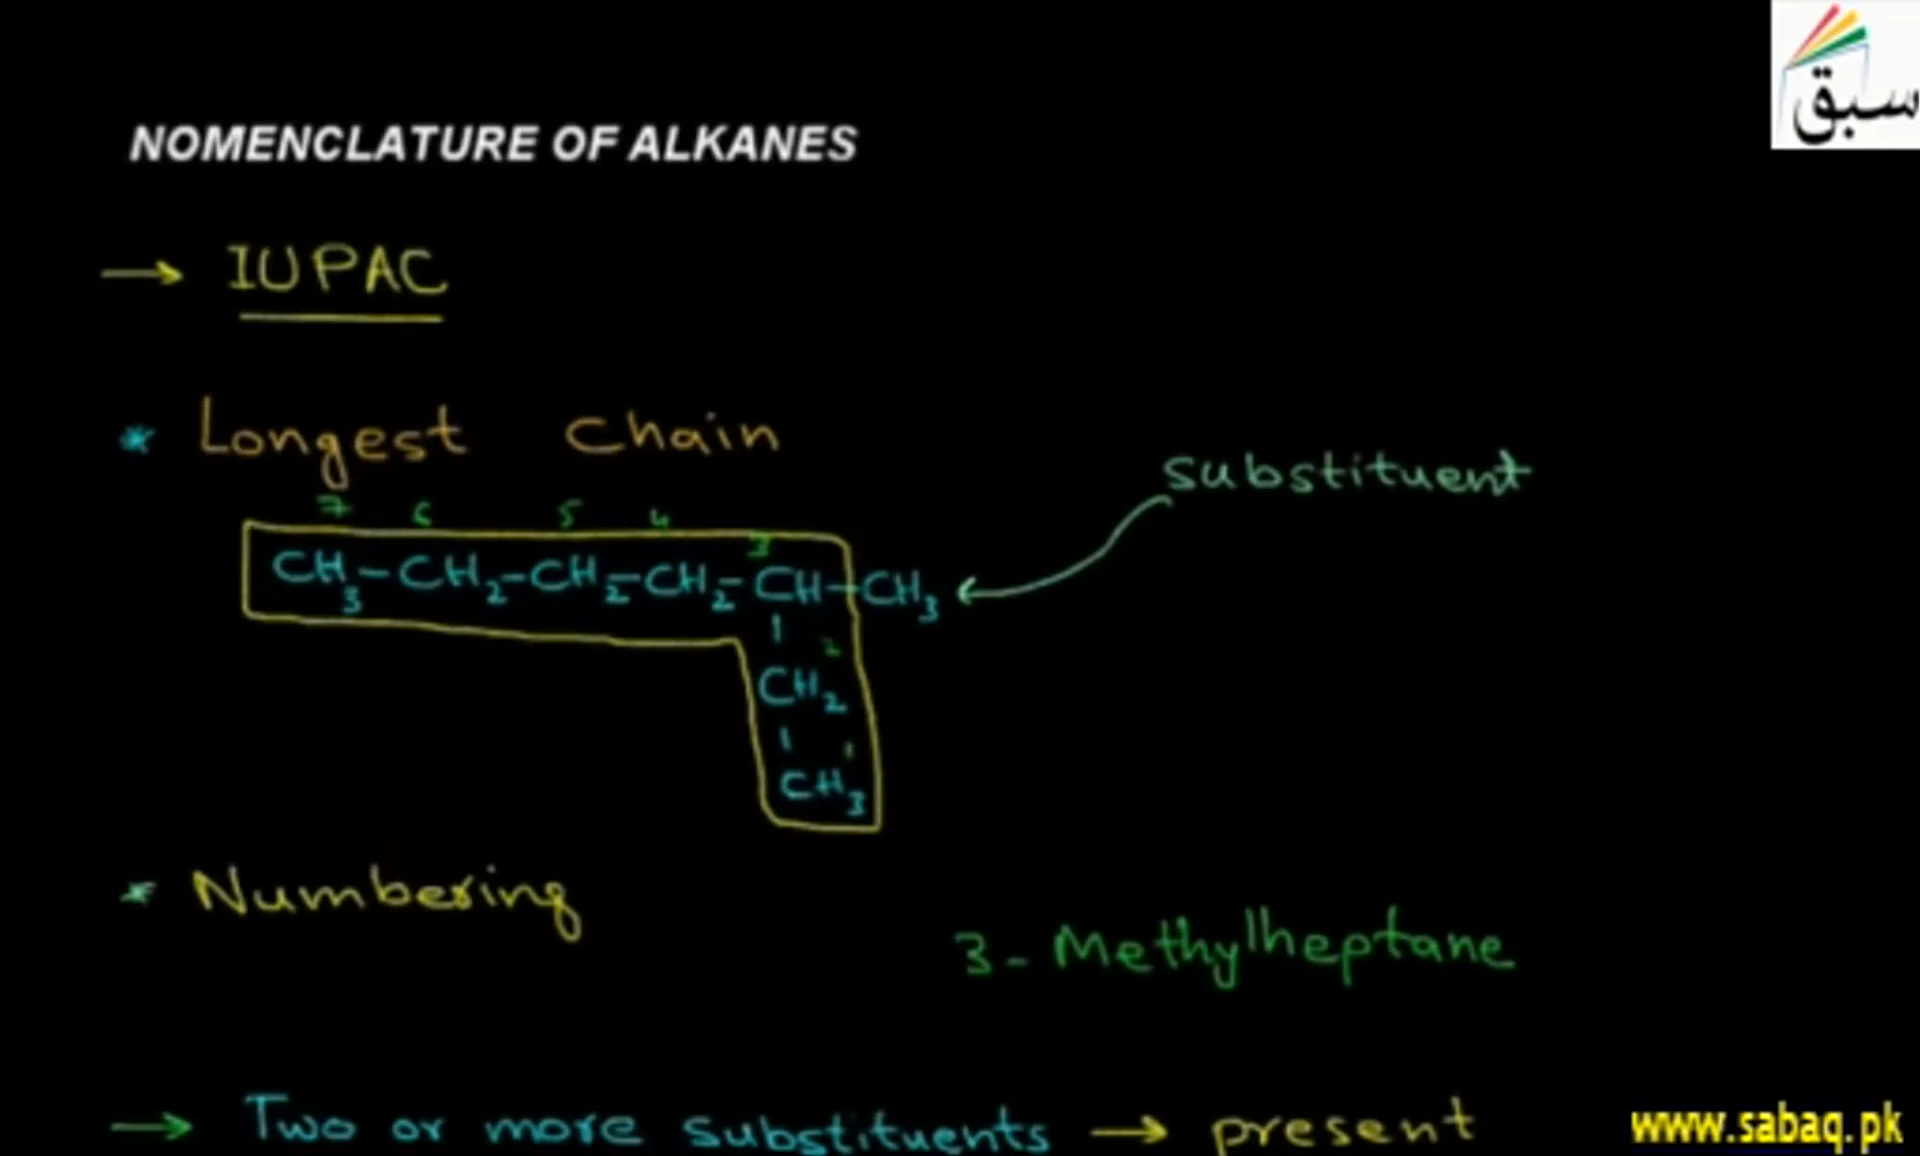 سبق
NOMENCLATURE OF ALKANES
→ IUPAC
* Longest Chain
substituent
7 6 5 4 3
CH₃-CH₂-CH₂-CH₂-CH-CH₃
2
CH₂
1
CH₃
* Numbering
3-Methylheptane
→ Two or more substituents → present
www.sabaq.pk